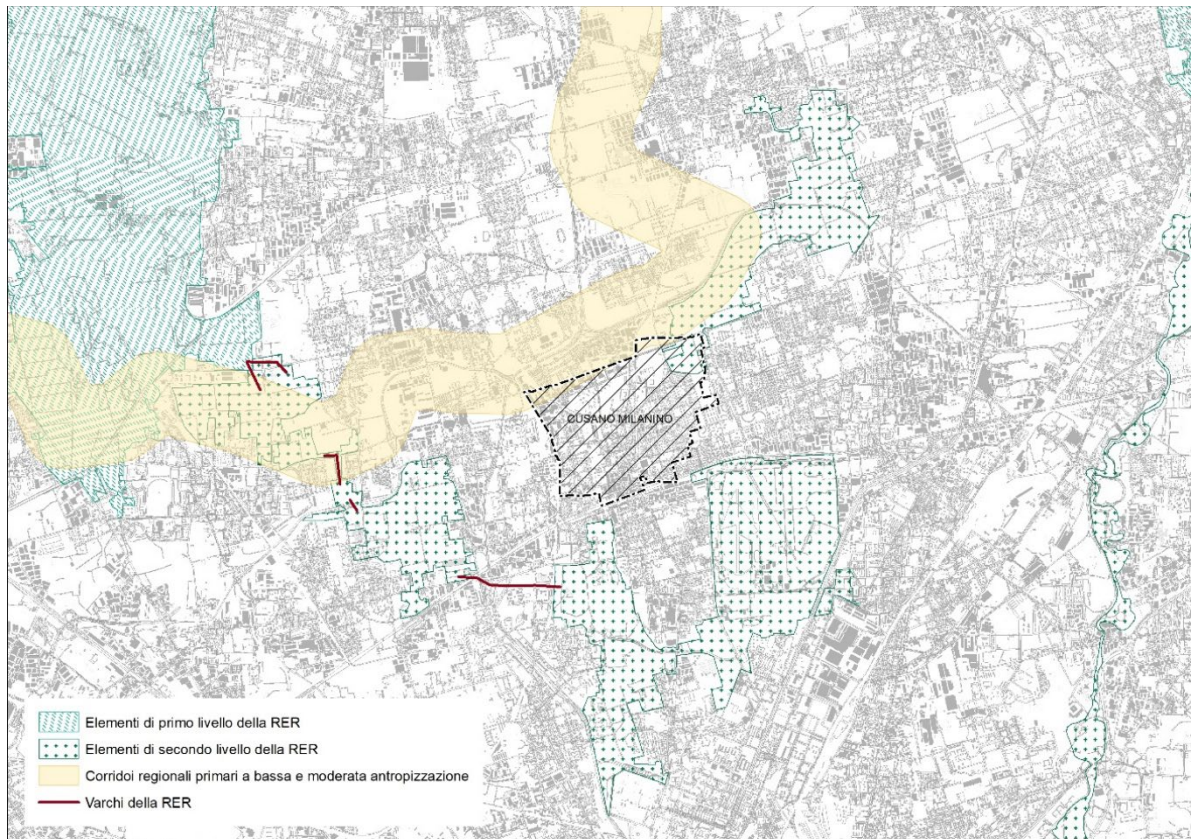 CUSANO MILANINO
Elementi di primo livello della RER
Elementi di secondo livello della RER
Corridoi regionali primari a bassa e moderata antropizzazione
Varchi della RER